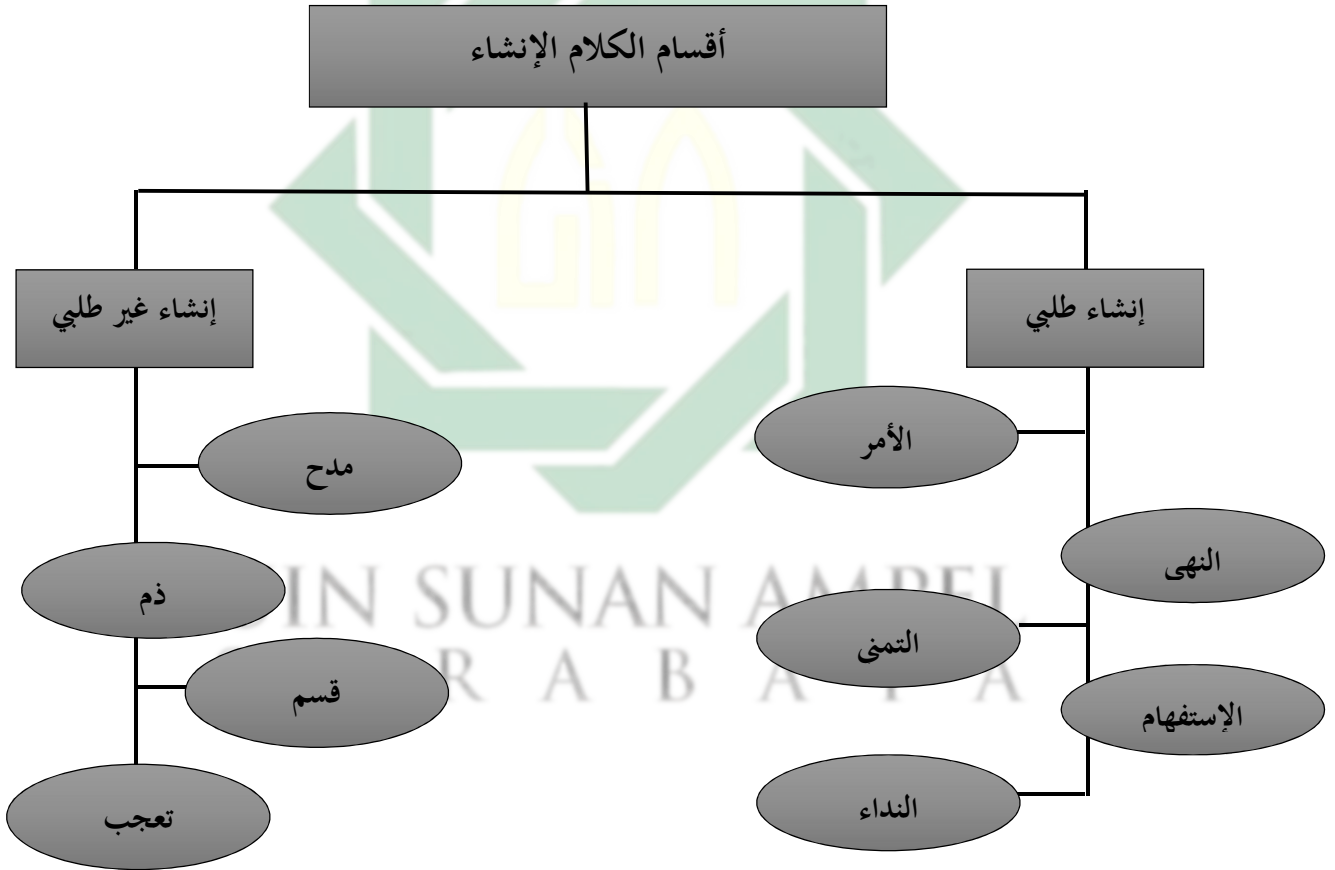 أقسام الكلام الإنشاء
إنشاء طلبي
إنشاء غير طلبي
الأمر
النهى
التمنى
الإستفهام
النداء
مدح
ذم
قسم
تعجب
UIN SUNAN AMPEL
S U R A B A Y A